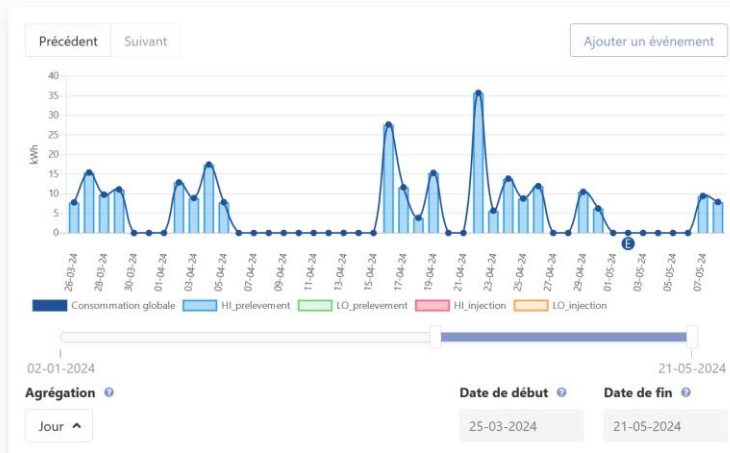 Précédent Suivant Ajouter un événement
40
35
30
25
20
15
10
5
0
kWh
26-03-24 28-03-24 30-03-24 01-04-24 03-04-24 05-04-24 07-04-24 09-04-24 11-04-24 13-04-24 15-04-24 17-04-24 19-04-24 21-04-24 23-04-24 25-04-24 27-04-24 29-04-24 01-05-24 03-05-24 05-05-24 07-05-24
E
Consommation globale HI_prelevement LO_prelevement HI_injection LO_injection
02-01-2024 21-05-2024
Agrégation ? Date de début ? Date de fin ?
Jour 25-03-2024 21-05-2024